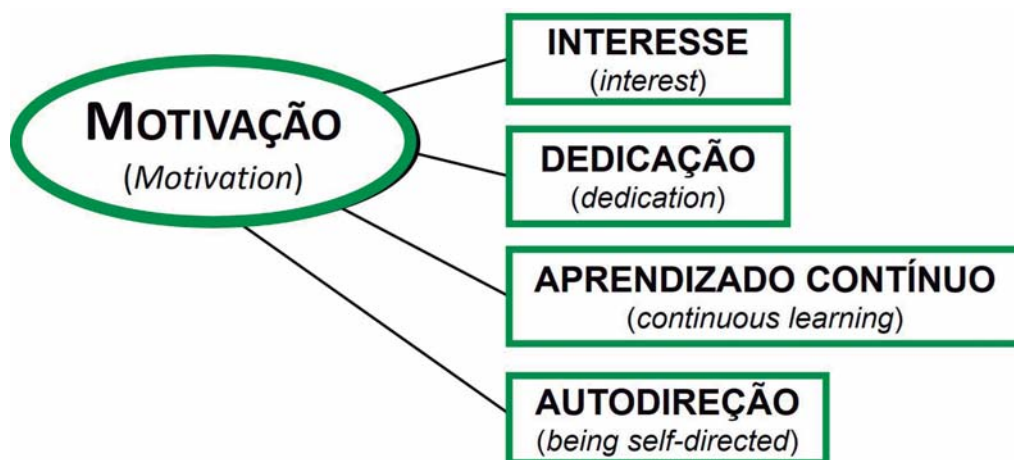 MOTIVAÇÃO
(Motivation)
INTERESSE
(interest)
DEDICAÇÃO
(dedication)
APRENDIZADO CONTÍNUO
(continuous learning)
AUTODIREÇÃO
(being self-directed)